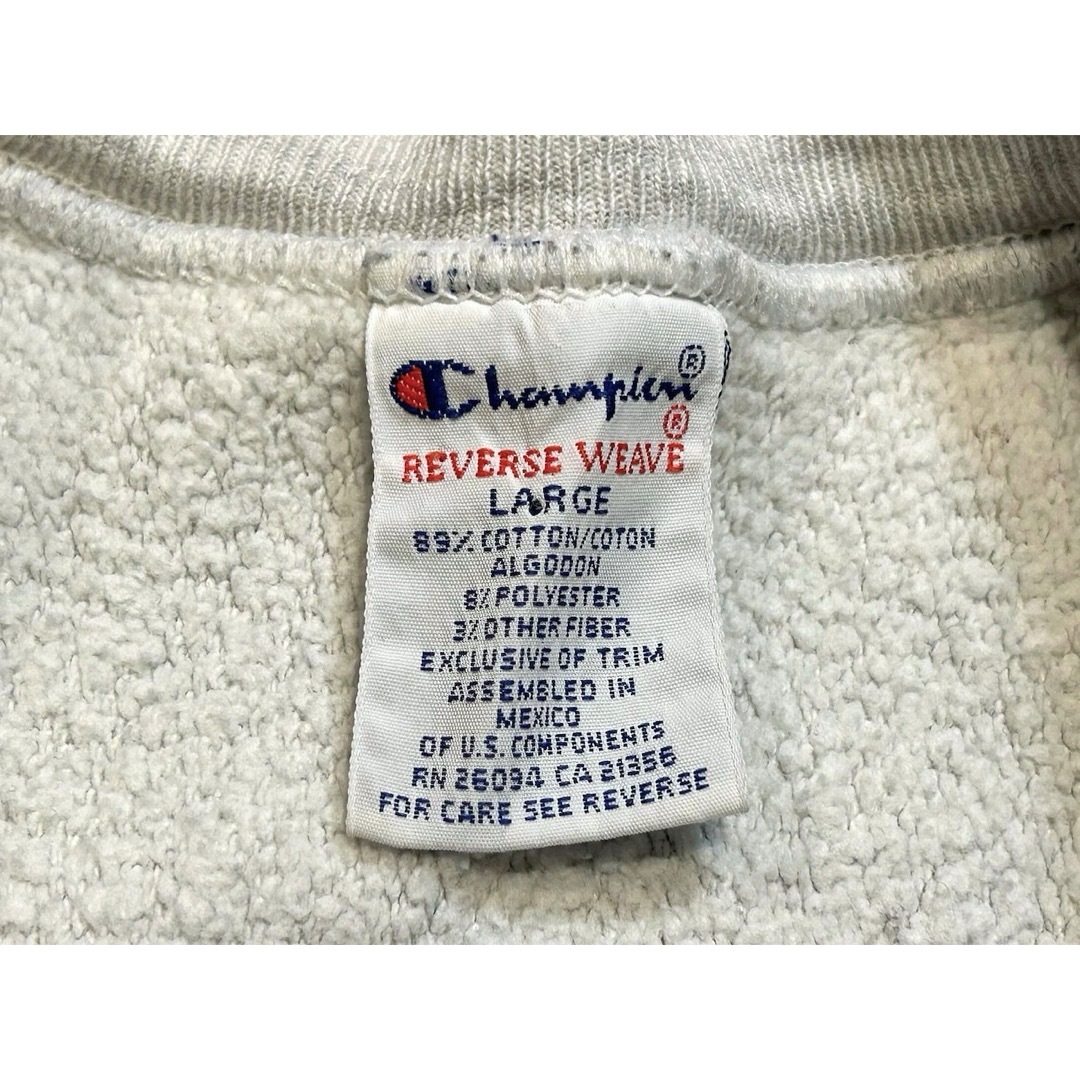 Champion®
REVERSE WEAVE®
LARGE
89% COTTON/COTON
ALGODON
8% POLYESTER
3% OTHER FIBER
EXCLUSIVE OF TRIM
ASSEMBLED IN
MEXICO
OF U.S. COMPONENTS
RN 26094 CA 21356
FOR CARE SEE REVERSE